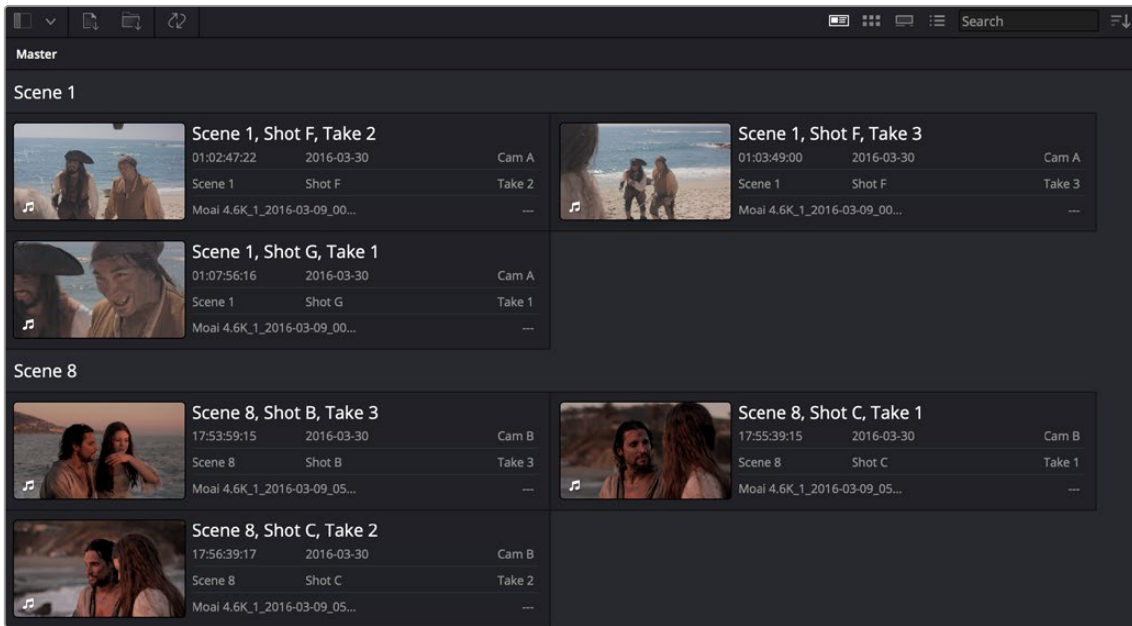 Search
Master
Scene 1
Scene 1, Shot F, Take 2
01:02:47:22 2016-03-30 Cam A
Scene 1 Shot F Take 2
Moai 4.6K_1_2016-03-09_00... ---
Scene 1, Shot F, Take 3
01:03:49:00 2016-03-30 Cam A
Scene 1 Shot F Take 3
Moai 4.6K_1_2016-03-09_00... ---
Scene 1, Shot G, Take 1
01:07:56:16 2016-03-30 Cam A
Scene 1 Shot G Take 1
Moai 4.6K_1_2016-03-09_00... ---
Scene 8
Scene 8, Shot B, Take 3
17:53:59:15 2016-03-30 Cam B
Scene 8 Shot B Take 3
Moai 4.6K_1_2016-03-09_05... ---
Scene 8, Shot C, Take 1
17:55:39:15 2016-03-30 Cam B
Scene 8 Shot C Take 1
Moai 4.6K_1_2016-03-09_05... ---
Scene 8, Shot C, Take 2
17:56:39:17 2016-03-30 Cam B
Scene 8 Shot C Take 2
Moai 4.6K_1_2016-03-09_05... ---